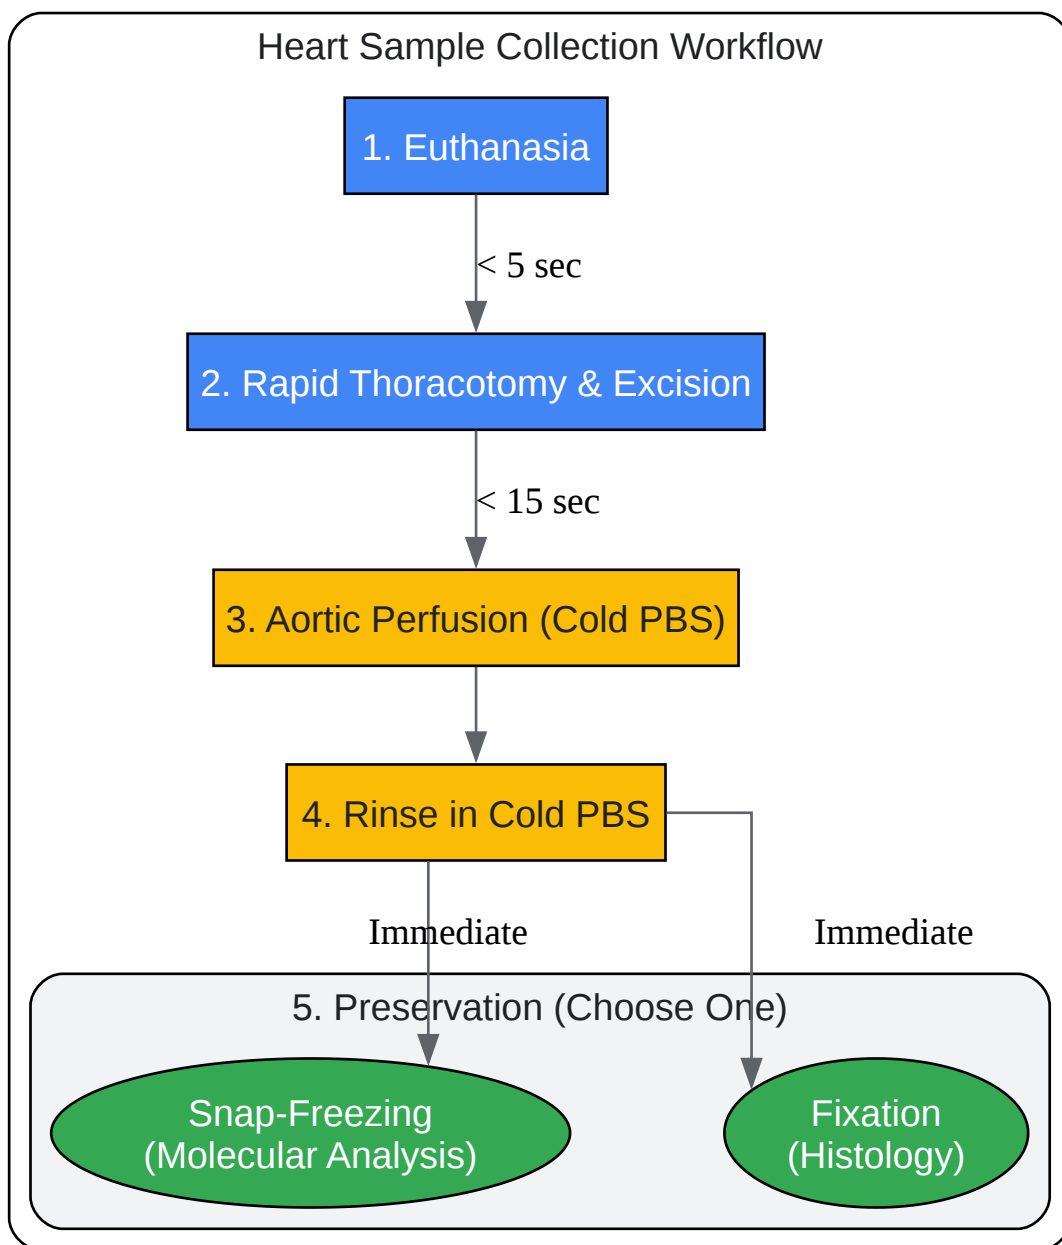 Heart Sample Collection Workflow
1. Euthanasia
< 5 sec
2. Rapid Thoracotomy & Excision
< 15 sec
3. Aortic Perfusion (Cold PBS)
4. Rinse in Cold PBS
Immediate
Immediate
5. Preservation (Choose One)
Snap-Freezing
(Molecular Analysis)
Fixation
(Histology)